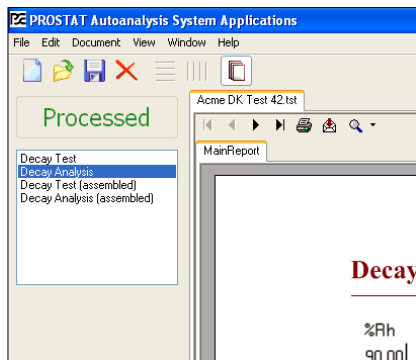 PROSTAT Autoanalysis System Applications
File Edit Document View Window Help
Acme DK Test 42.tst
Processed
MainReport
Decay Test
Decay Analysis
Decay Test (assembled)
Decay Analysis (assembled)
Decay
%Rh
90.00